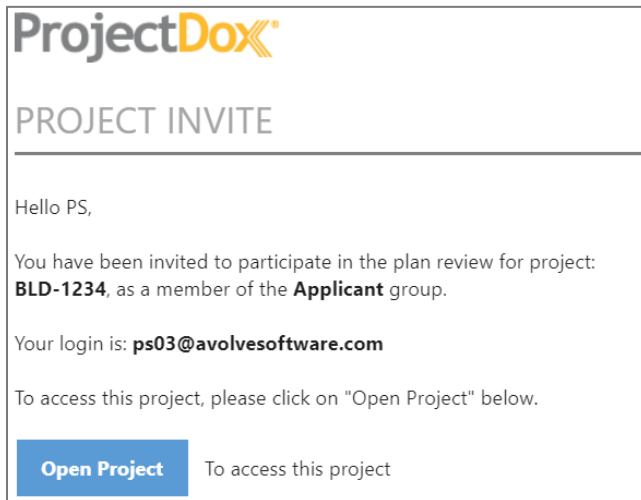 ProjectDox
PROJECT INVITE
Hello PS,
You have been invited to participate in the plan review for project:
BLD-1234, as a member of the Applicant group.
Your login is: ps03@avolvesoftware.com
To access this project, please click on "Open Project" below.
Open Project To access this project